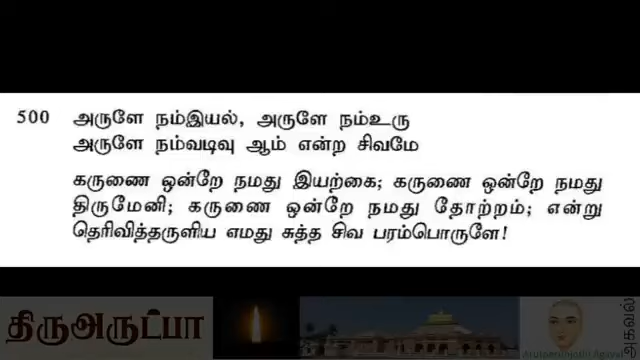 500 அருளே நம்இயல், அருளே நம்உரு
அருளே நம்வடிவு ஆம் என்ற சிவமே
கருணை ஒன்றே நமது இயற்கை; கருணை ஒன்றே நமது
திருமேனி; கருணை ஒன்றே நமது தோற்றம்; என்று
தெரிவித்தருளிய எமது சுத்த சிவ பரம்பொருளே!
திருஅருட்பா
அகவல்